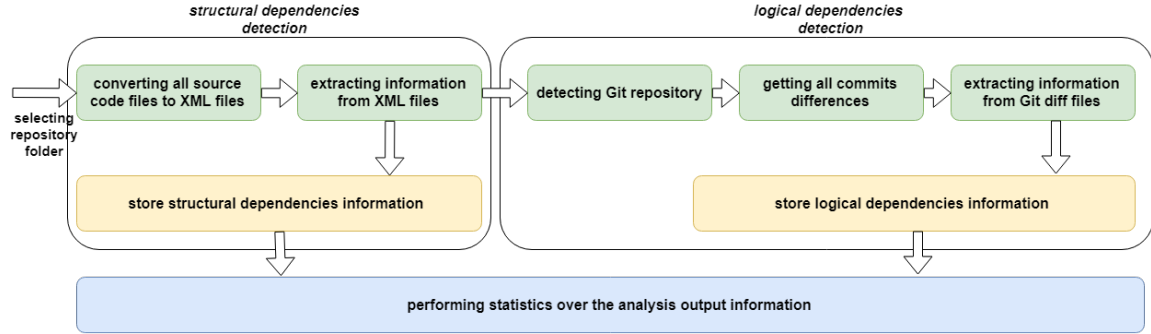 structural dependencies
detection
logical dependencies
detection
converting all source
code files to XML files
extracting information
from XML files
detecting Git repository
getting all commits
differences
extracting information
from Git diff files
selecting
repository
folder
store structural dependencies information
store logical dependencies information
performing statistics over the analysis output information